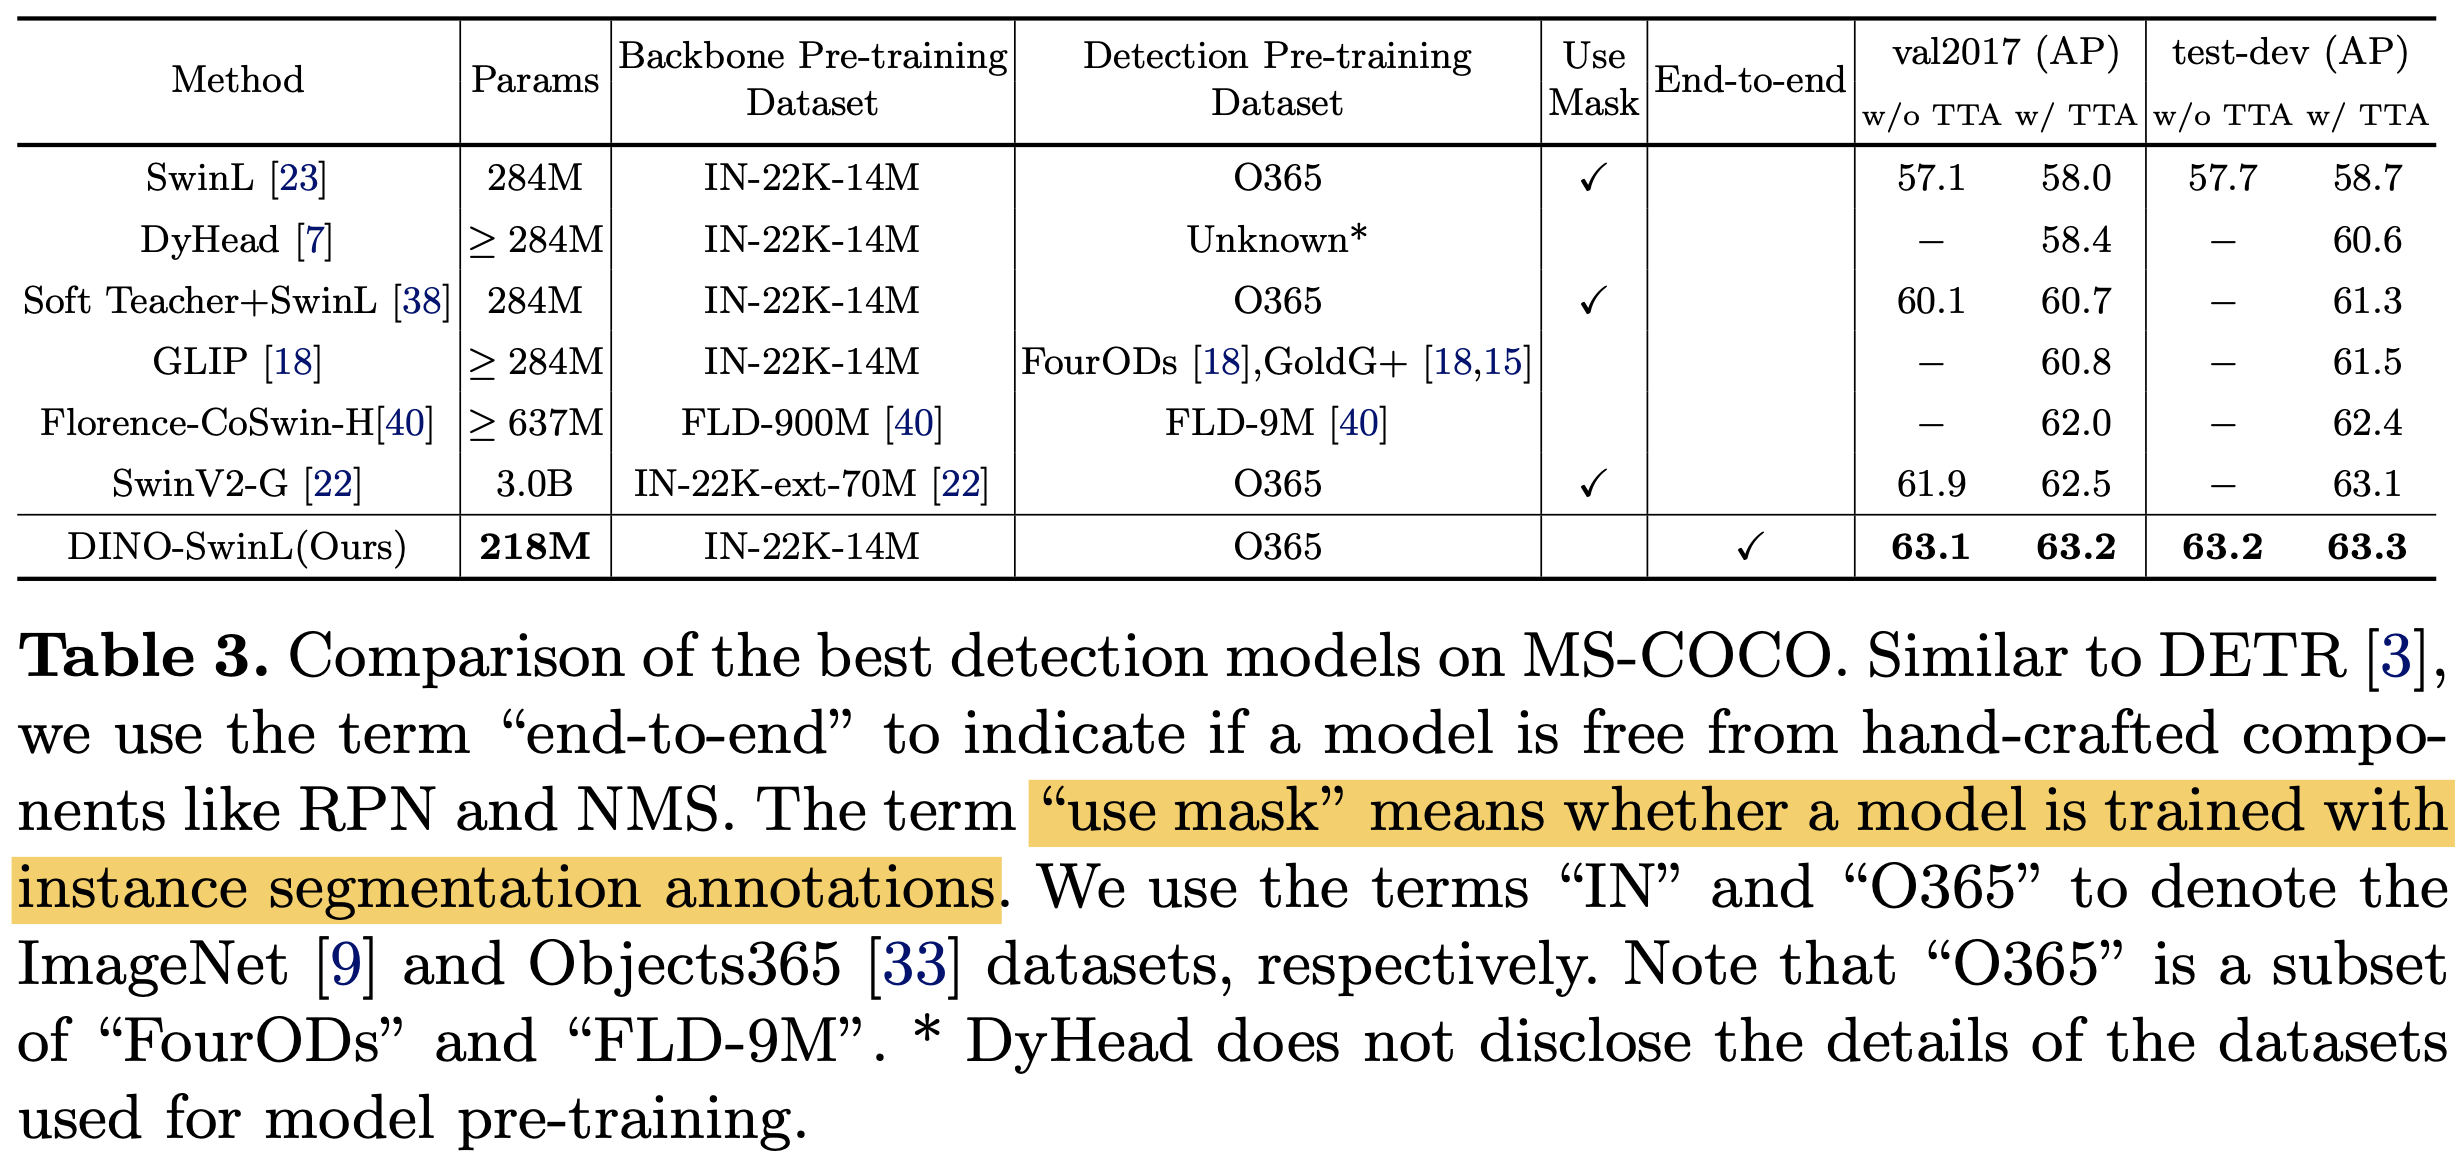 Method Params Backbone Pre-training Dataset Detection Pre-training Dataset Use Mask End-to-end val2017 (AP) test-dev (AP)
w/o TTA w/ TTA w/o TTA w/ TTA
SwinL [23] 284M IN-22K-14M O365 ✓ 57.1 58.0 57.7 58.7
DyHead [7] ≥ 284M IN-22K-14M Unknown* – 58.4 – 60.6
Soft Teacher+SwinL [38] 284M IN-22K-14M O365 ✓ 60.1 60.7 – 61.3
GLIP [18] ≥ 284M IN-22K-14M FourODs [18],GoldG+ [18,15] – 60.8 – 61.5
Florence-CoSwin-H[40] ≥ 637M FLD-900M [40] FLD-9M [40] – 62.0 – 62.4
SwinV2-G [22] 3.0B IN-22K-ext-70M [22] O365 ✓ 61.9 62.5 – 63.1
DINO-SwinL(Ours) 218M IN-22K-14M O365 ✓ 63.1 63.2 63.2 63.3
Table 3. Comparison of the best detection models on MS-COCO. Similar to DETR [3],
we use the term “end-to-end” to indicate if a model is free from hand-crafted compo-
nents like RPN and NMS. The term “use mask” means whether a model is trained with
instance segmentation annotations. We use the terms “IN” and “O365” to denote the
ImageNet [9] and Objects365 [33] datasets, respectively. Note that “O365” is a subset
of “FourODs” and “FLD-9M”. * DyHead does not disclose the details of the datasets
used for model pre-training.